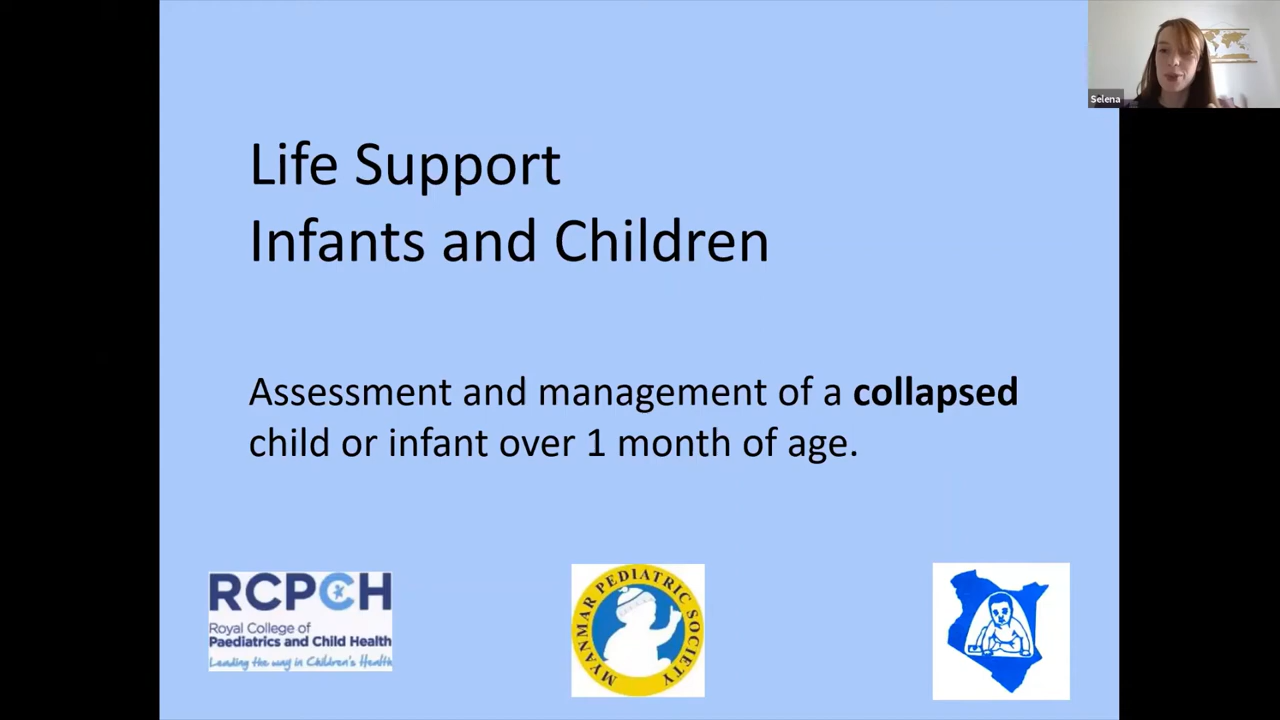 Selena
Life Support
Infants and Children
Assessment and management of a collapsed
child or infant over 1 month of age.
RCPCH
Royal College of
Paediatrics and Child Health
Leading the way in Children's Health
MYANMAR PEDIATRIC SOCIETY